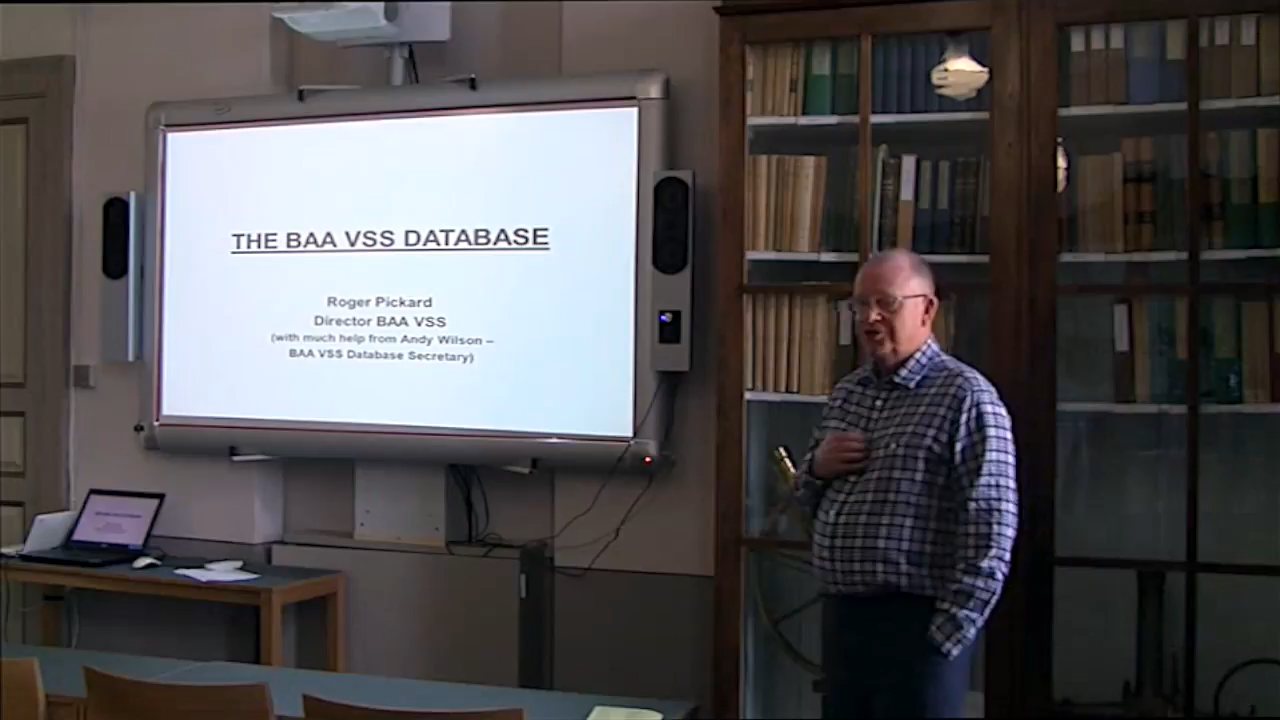 THE BAA VSS DATABASE
Roger Pickard
Director BAA VSS
(with much help from Andy Wilson –
BAA VSS Database Secretary)